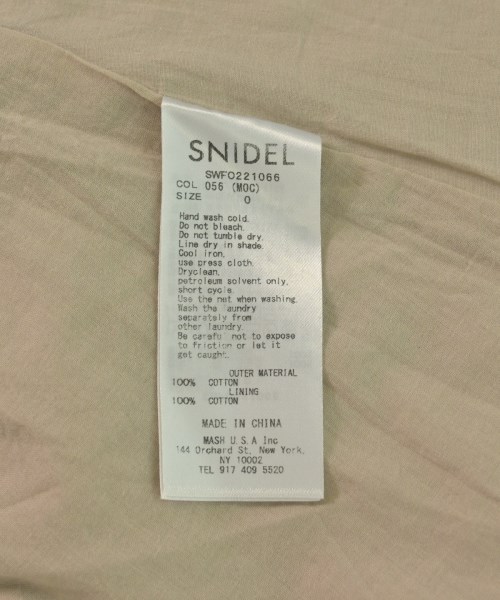 SNIDEL
SWFO221066
COL 056 (MOC)
SIZE 0
Hand wash cold.
Do not bleach.
Do not tumble dry.
Line dry in shade.
Cool iron.
use press cloth.
Dryclean,
petroleum solvent only,
short cycle.
Use the net when washing.
Wash the laundry
separately from
other laundry.
Be careful not to expose
to friction or let it
get caught.
OUTER MATERIAL
100% COTTON
LINING
100% COTTON
MADE IN CHINA
MASH U.S.A Inc
144 Orchard St, New York,
NY 10002
TEL 917 409 5520